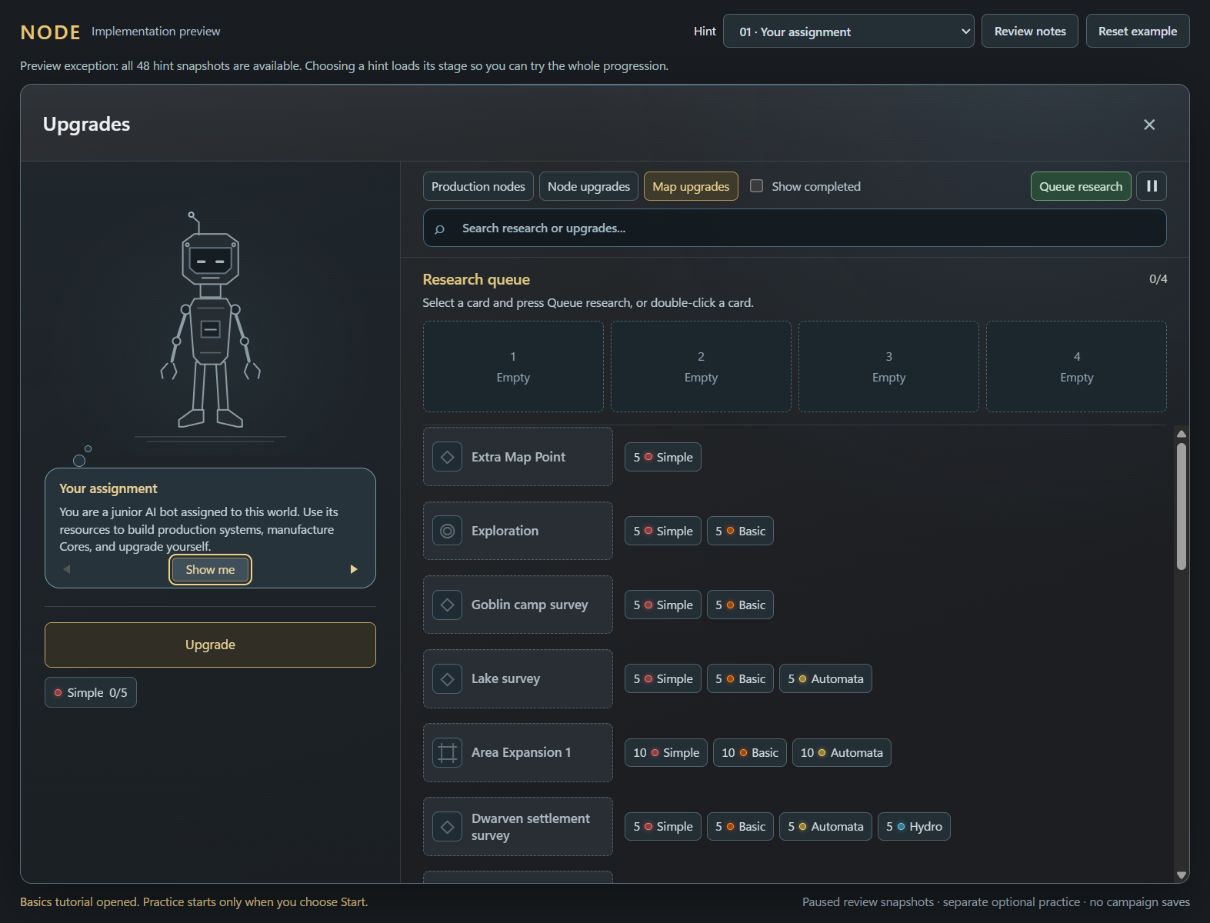 NODE Implementation preview
Hint 01 · Your assignment Review notes Reset example
Preview exception: all 48 hint snapshots are available. Choosing a hint loads its stage so you can try the whole progression.
Upgrades
Production nodes Node upgrades Map upgrades Show completed Queue research
Search research or upgrades...
Research queue 0/4
Select a card and press Queue research, or double-click a card.
1 2 3 4
Empty Empty Empty Empty
Your assignment
You are a junior AI bot assigned to this world. Use its
resources to build production systems, manufacture
Cores, and upgrade yourself.
Show me
Upgrade
Simple 0/5
Extra Map Point 5 Simple
Exploration 5 Simple 5 Basic
Goblin camp survey 5 Simple 5 Basic
Lake survey 5 Simple 5 Basic 5 Automata
Area Expansion 1 10 Simple 10 Basic 10 Automata
Dwarven settlement
survey 5 Simple 5 Basic 5 Automata 5 Hydro
Basics tutorial opened. Practice starts only when you choose Start.
Paused review snapshots · separate optional practice · no campaign saves